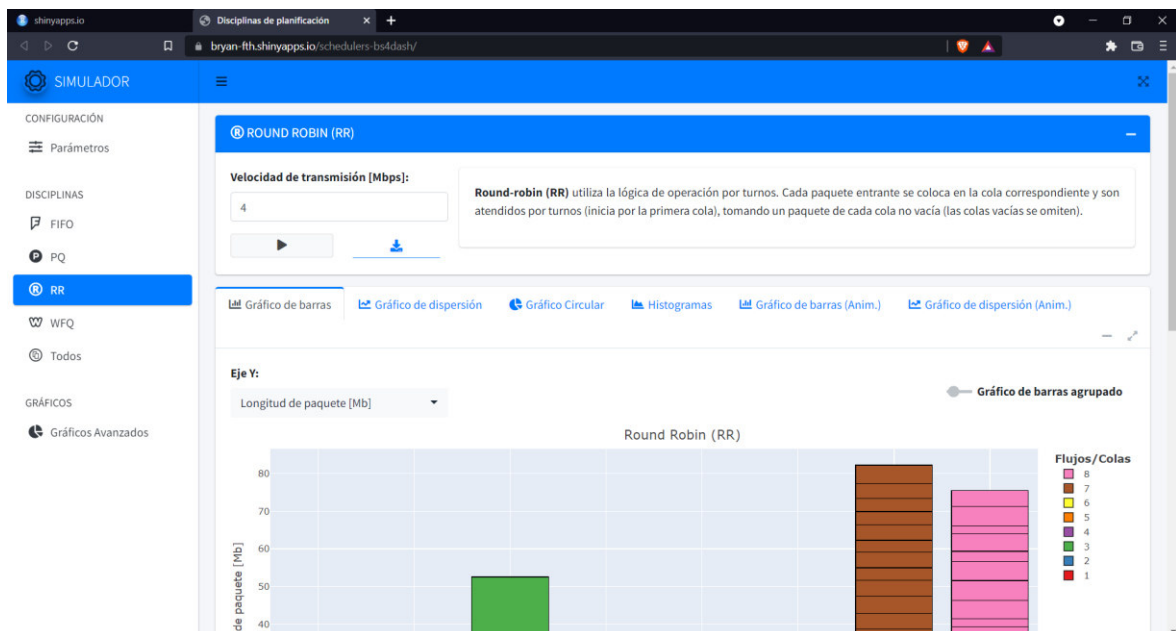 shinyapps.io
Disciplinas de planificación
bryan-fth.shinyapps.io/schedulers-bs4dash/
SIMULADOR
CONFIGURACIÓN
Parámetros
DISCIPLINAS
FIFO
PQ
RR
WFQ
Todos
GRÁFICOS
Gráficos Avanzados
® ROUND ROBIN (RR)
Velocidad de transmisión [Mbps]:
4
Round-robin (RR) utiliza la lógica de operación por turnos. Cada paquete entrante se coloca en la cola correspondiente y son
atendidos por turnos (inicia por la primera cola), tomando un paquete de cada cola no vacía (las colas vacías se omiten).
Gráfico de barras
Gráfico de dispersión
Gráfico Circular
Histogramas
Gráfico de barras (Anim.)
Gráfico de dispersión (Anim.)
Eje Y:
Longitud de paquete [Mb]
Gráfico de barras agrupado
Round Robin (RR)
80
70
60
50
40
de paquete [Mb]
Flujos/Colas
8
7
6
5
4
3
2
1